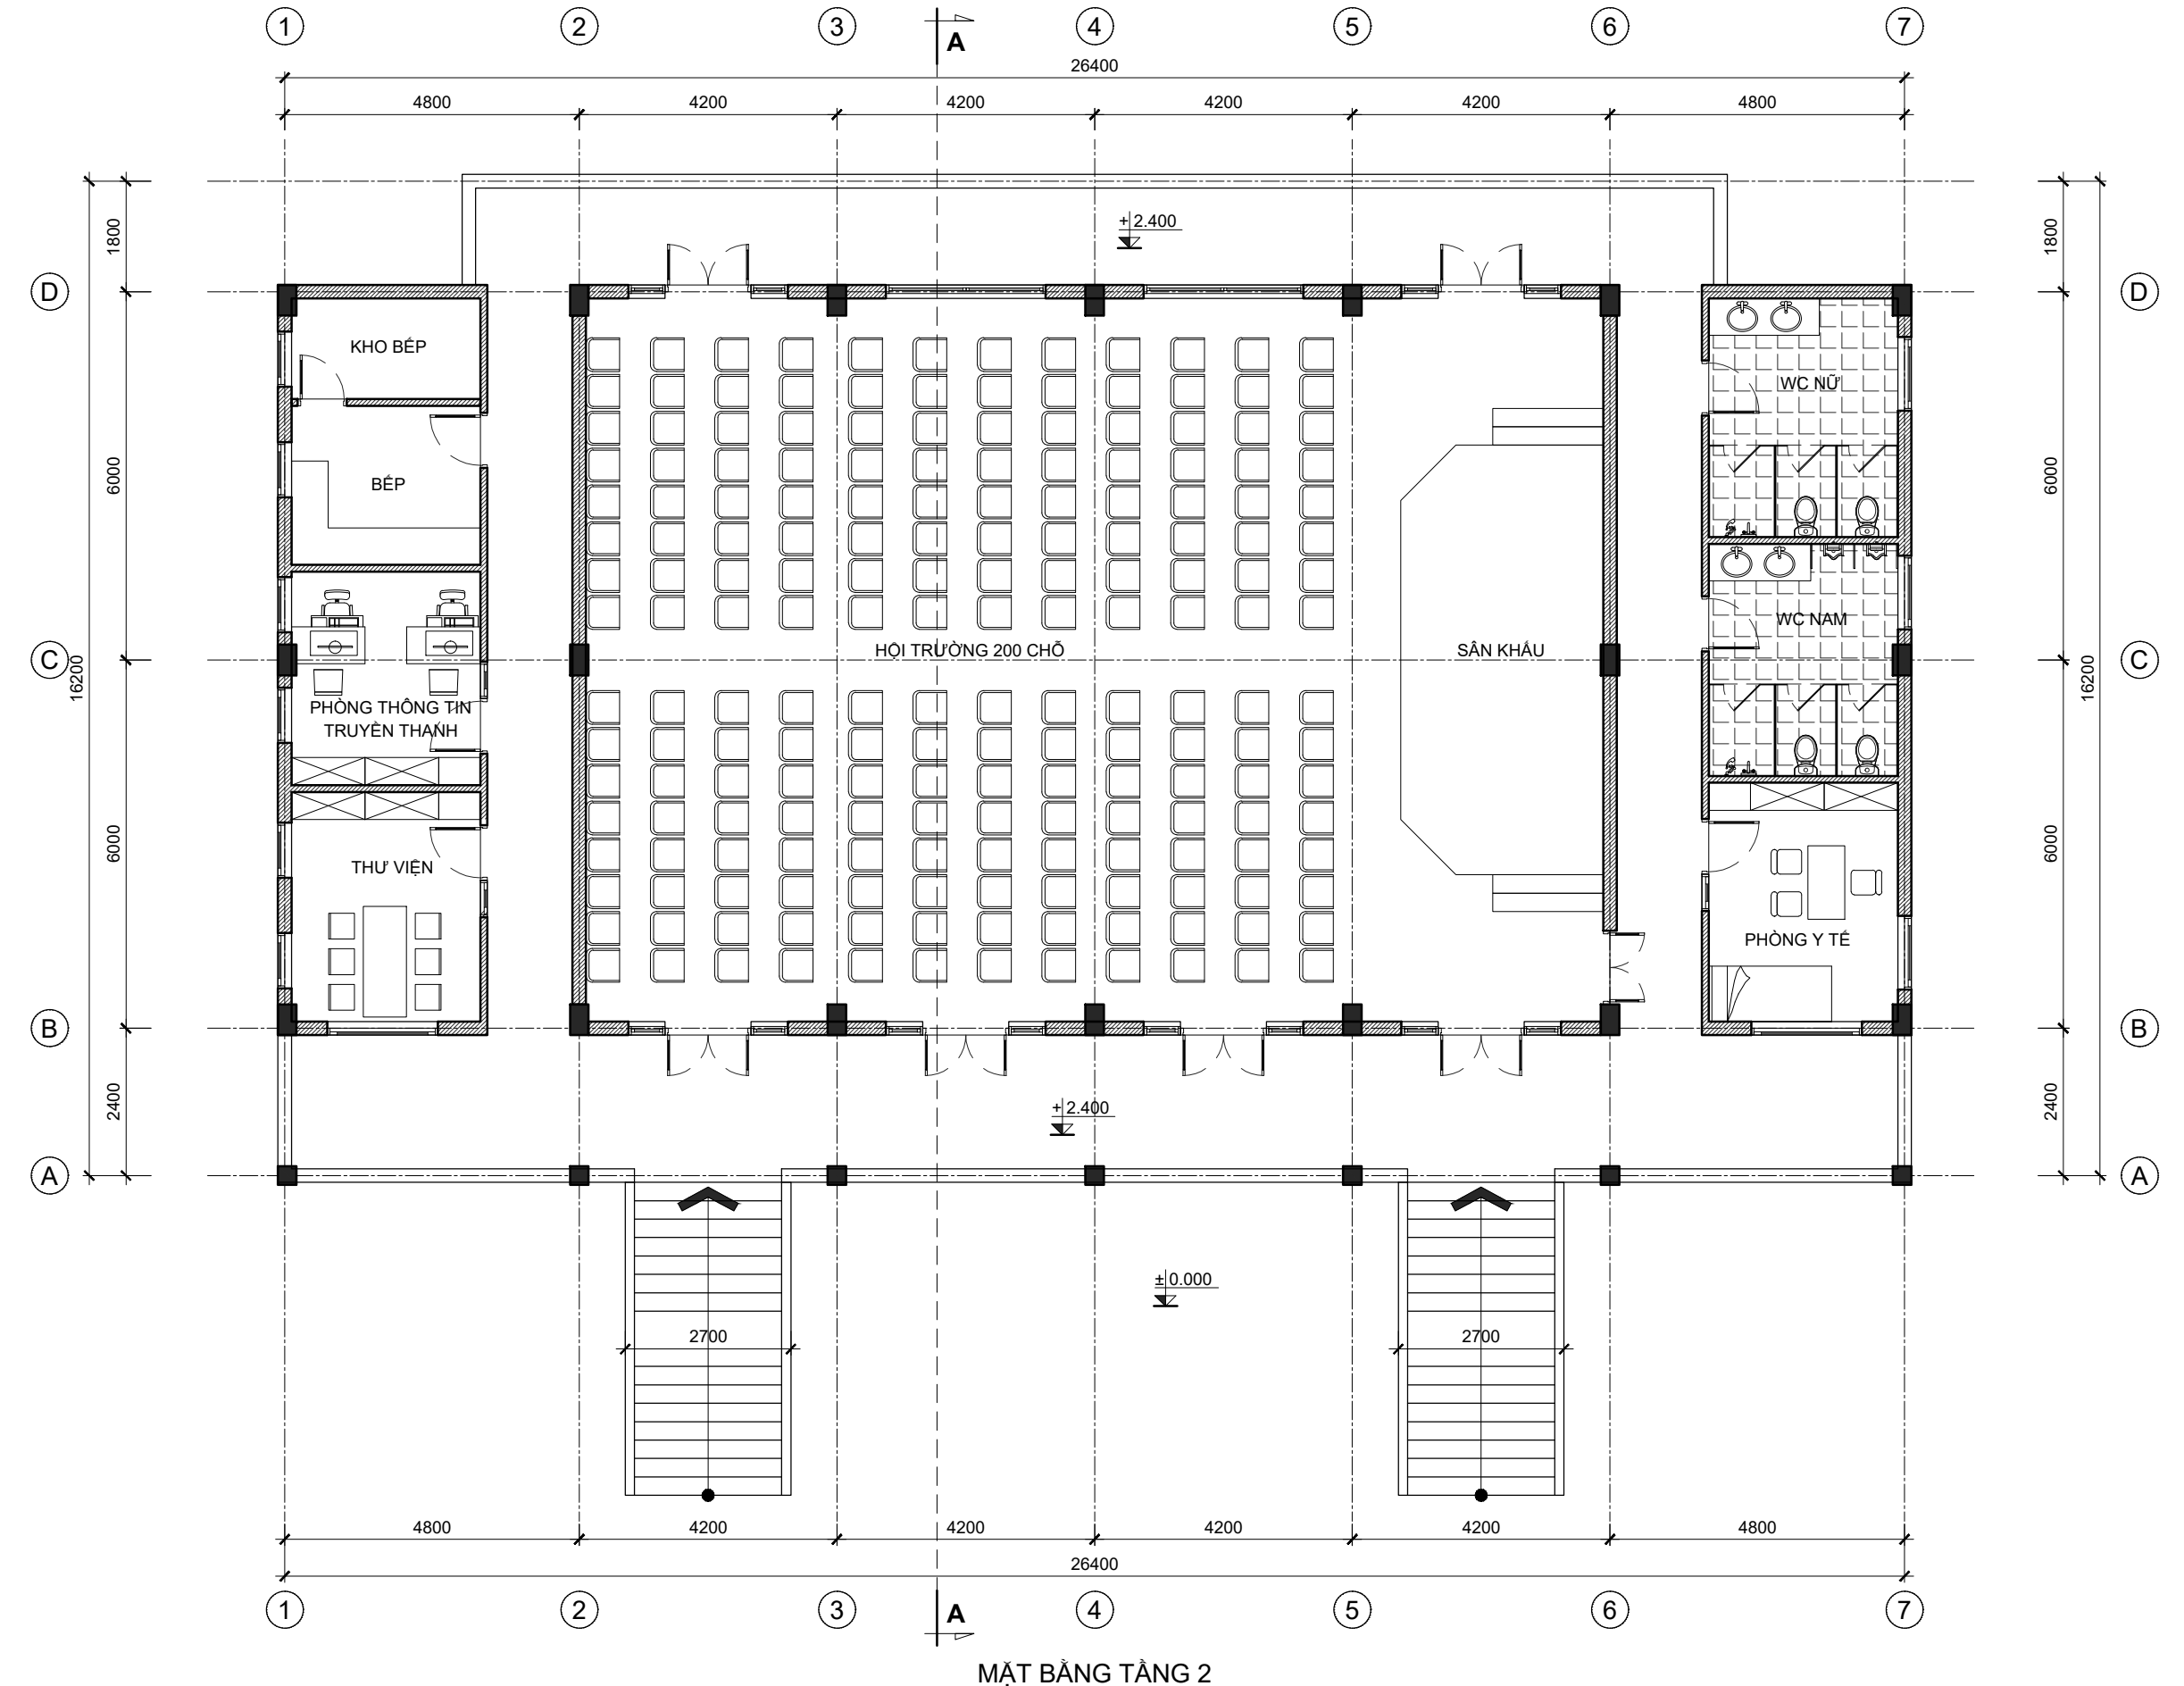 1 2 3 4 5 6 7
A
26400
4800 4200 4200 4200 4200 4800
1800
1800
+2.400
D
D
KHO BẾP
WC NỮ
6000
6000
BẾP
WC NAM
HỘI TRƯỜNG 200 CHỖ
SÂN KHẤU
C
C
16200
16200
PHÒNG THÔNG TIN
TRUYỀN THANH
6000
6000
THƯ VIỆN
PHÒNG Y TẾ
B
B
2400
2400
+2.400
A
A
±0.000
2700
2700
4800 4200 4200 4200 4200 4800
26400
1 2 3 4 5 6 7
A
MẶT BẰNG TẦNG 2